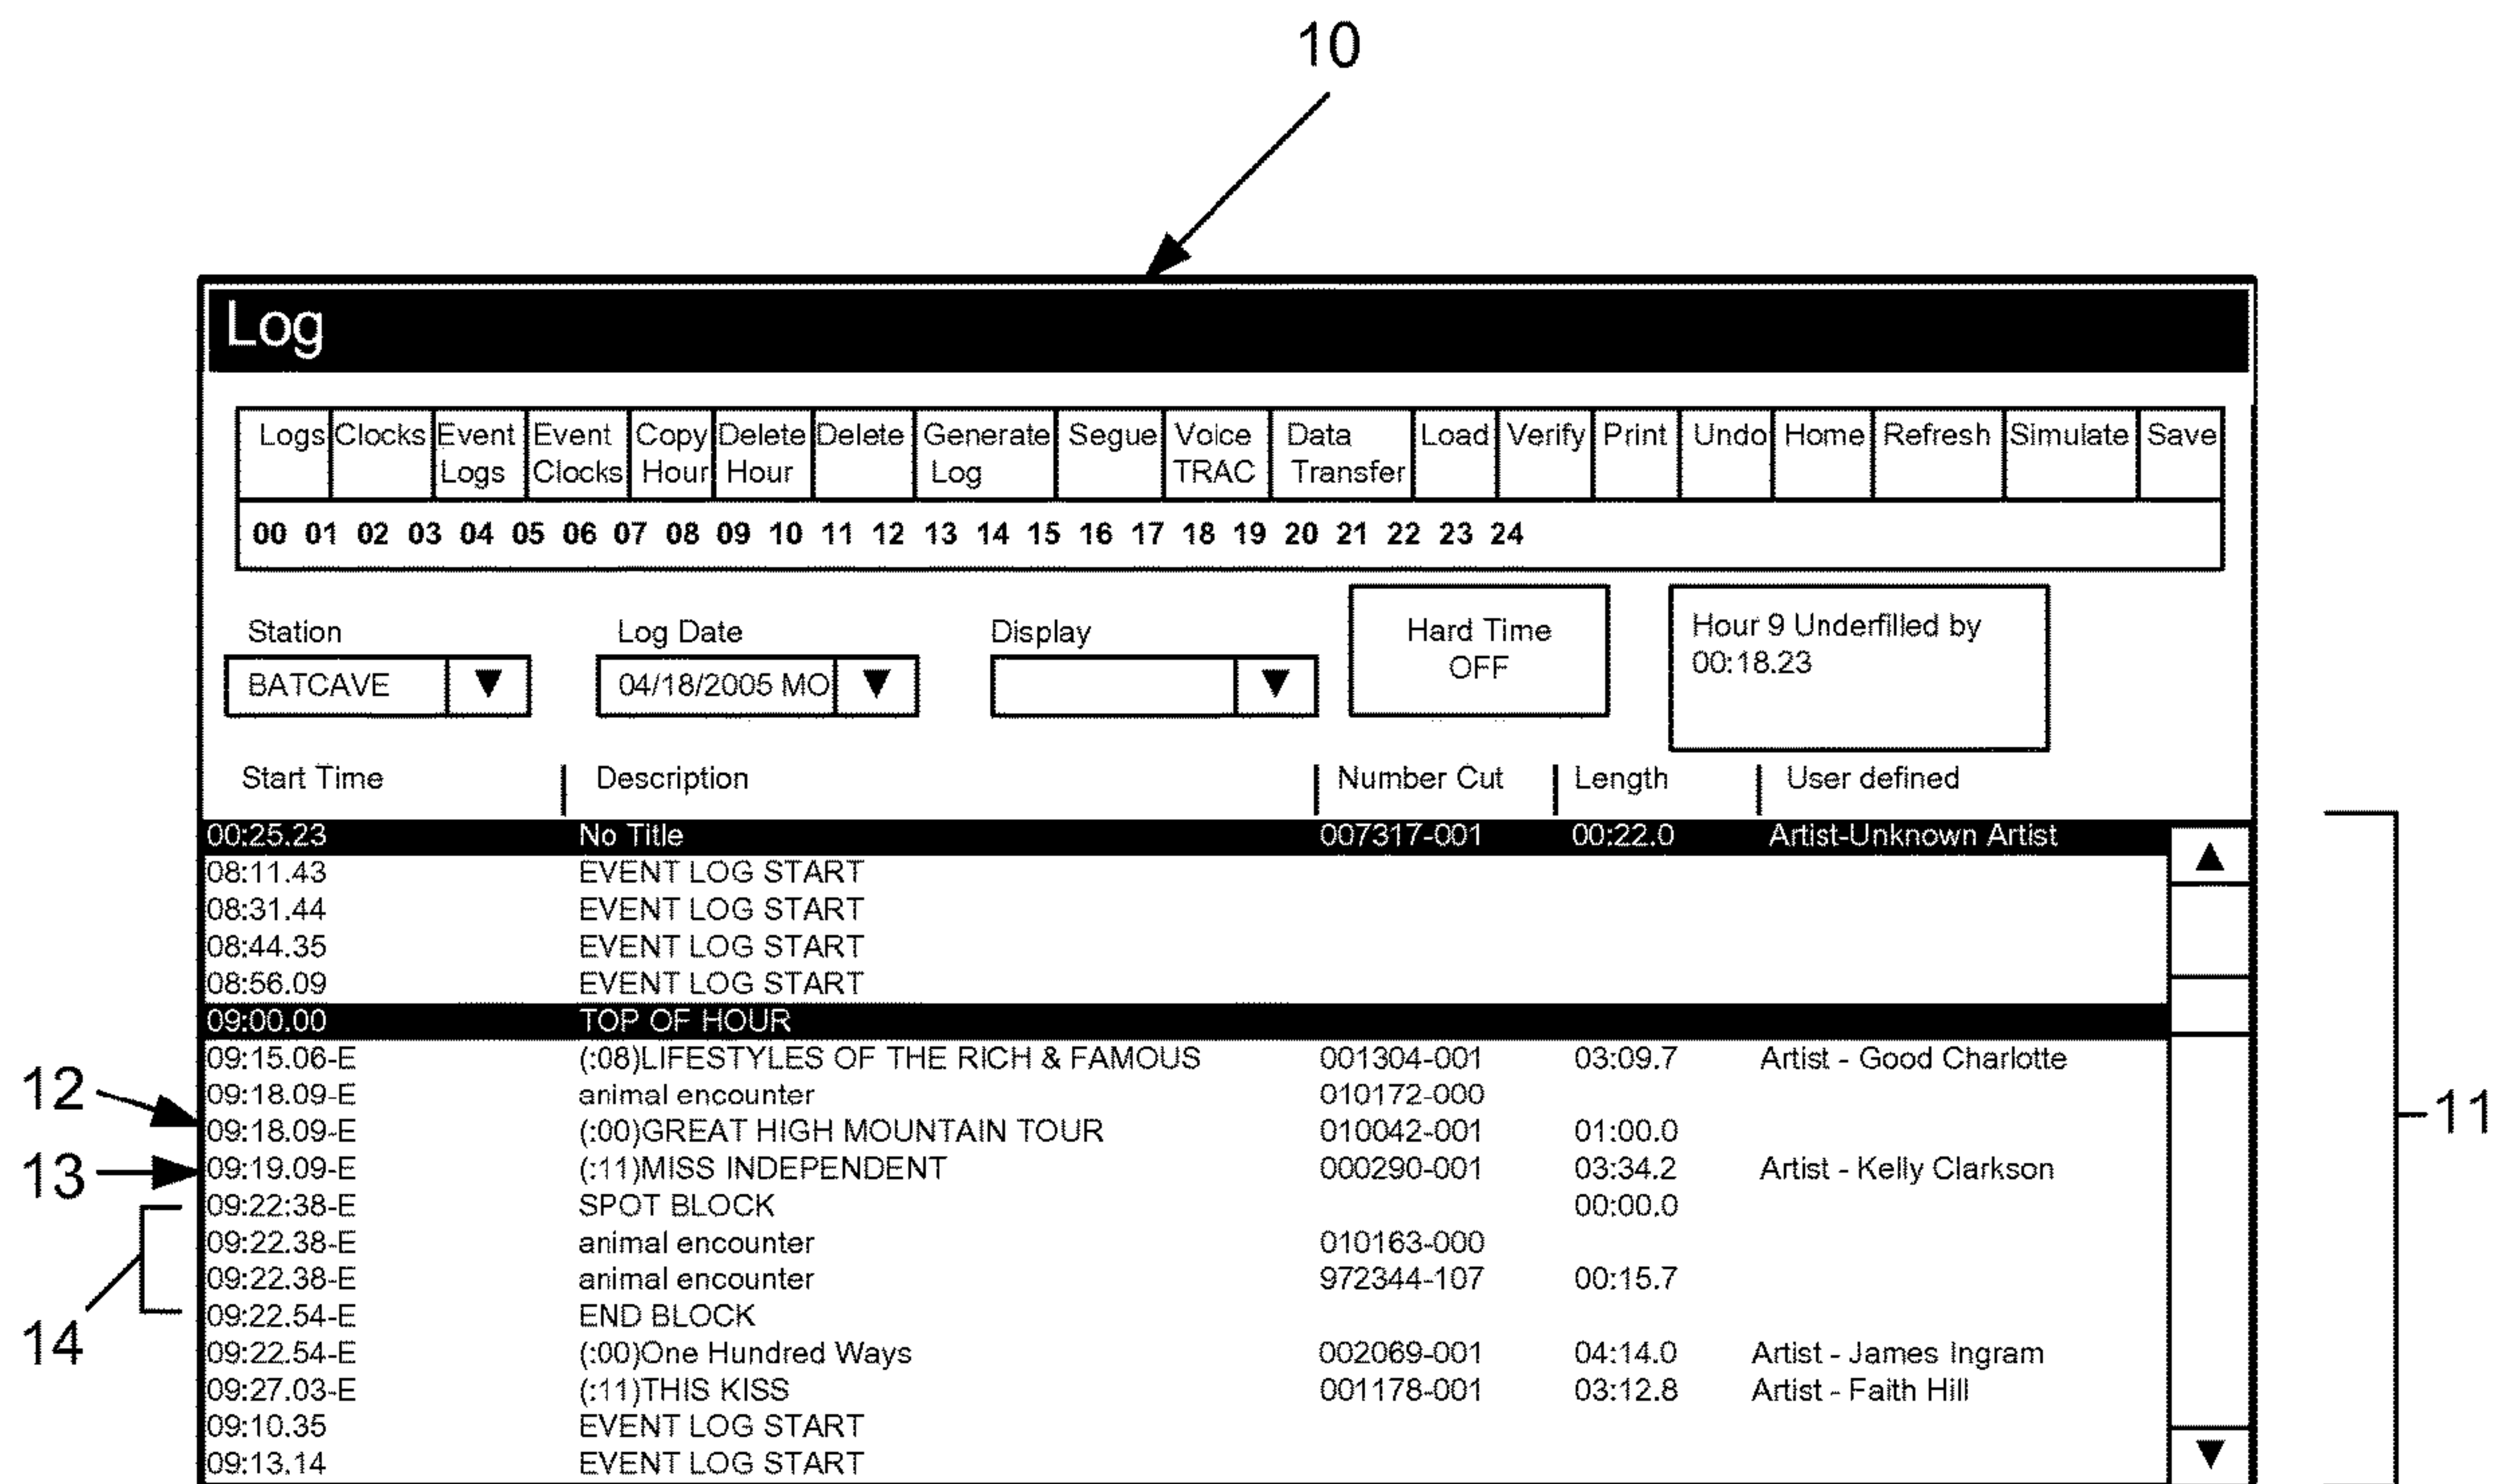 10
Log
Logs Clocks Event Logs Event Clocks Copy Hour Delete Hour Delete Generate Log Segue Voice TRAC Data Transfer Load Verify Print Undo Home Refresh Simulate Save
00 01 02 03 04 05 06 07 08 09 10 11 12 13 14 15 16 17 18 19 20 21 22 23 24
Station Log Date Display Hard Time OFF Hour 9 Underfilled by 00:18.23
BATCAVE 04/18/2005 MO
Start Time Description Number Cut Length User defined
00:25.23 No Title 007317-001 00:22.0 Artist-Unknown Artist
08:11.43 EVENT LOG START
08:31.44 EVENT LOG START
08:44.35 EVENT LOG START
08:56.09 EVENT LOG START
09:00.00 TOP OF HOUR
09:15.06-E (:08)LIFESTYLES OF THE RICH & FAMOUS 001304-001 03:09.7 Artist - Good Charlotte
09:18.09-E animal encounter 010172-000
12 09:18.09-E (:00)GREAT HIGH MOUNTAIN TOUR 010042-001 01:00.0 11
13 09:19.09-E (:11)MISS INDEPENDENT 000290-001 03:34.2 Artist - Kelly Clarkson
09:22:38-E SPOT BLOCK 00:00.0
09:22.38-E animal encounter 010163-000
09:22.38-E animal encounter 972344-107 00:15.7
09:22.54-E END BLOCK
14 09:22.54-E (:00)One Hundred Ways 002069-001 04:14.0 Artist - James Ingram
09:27.03-E (:11)THIS KISS 001178-001 03:12.8 Artist - Faith Hill
09:10.35 EVENT LOG START
09:13.14 EVENT LOG START